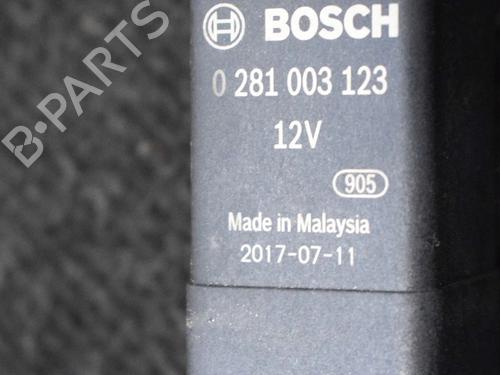 BOSCH
0 281 003 123
12V
905
Made in Malaysia
2017-07-11
B-PARTS